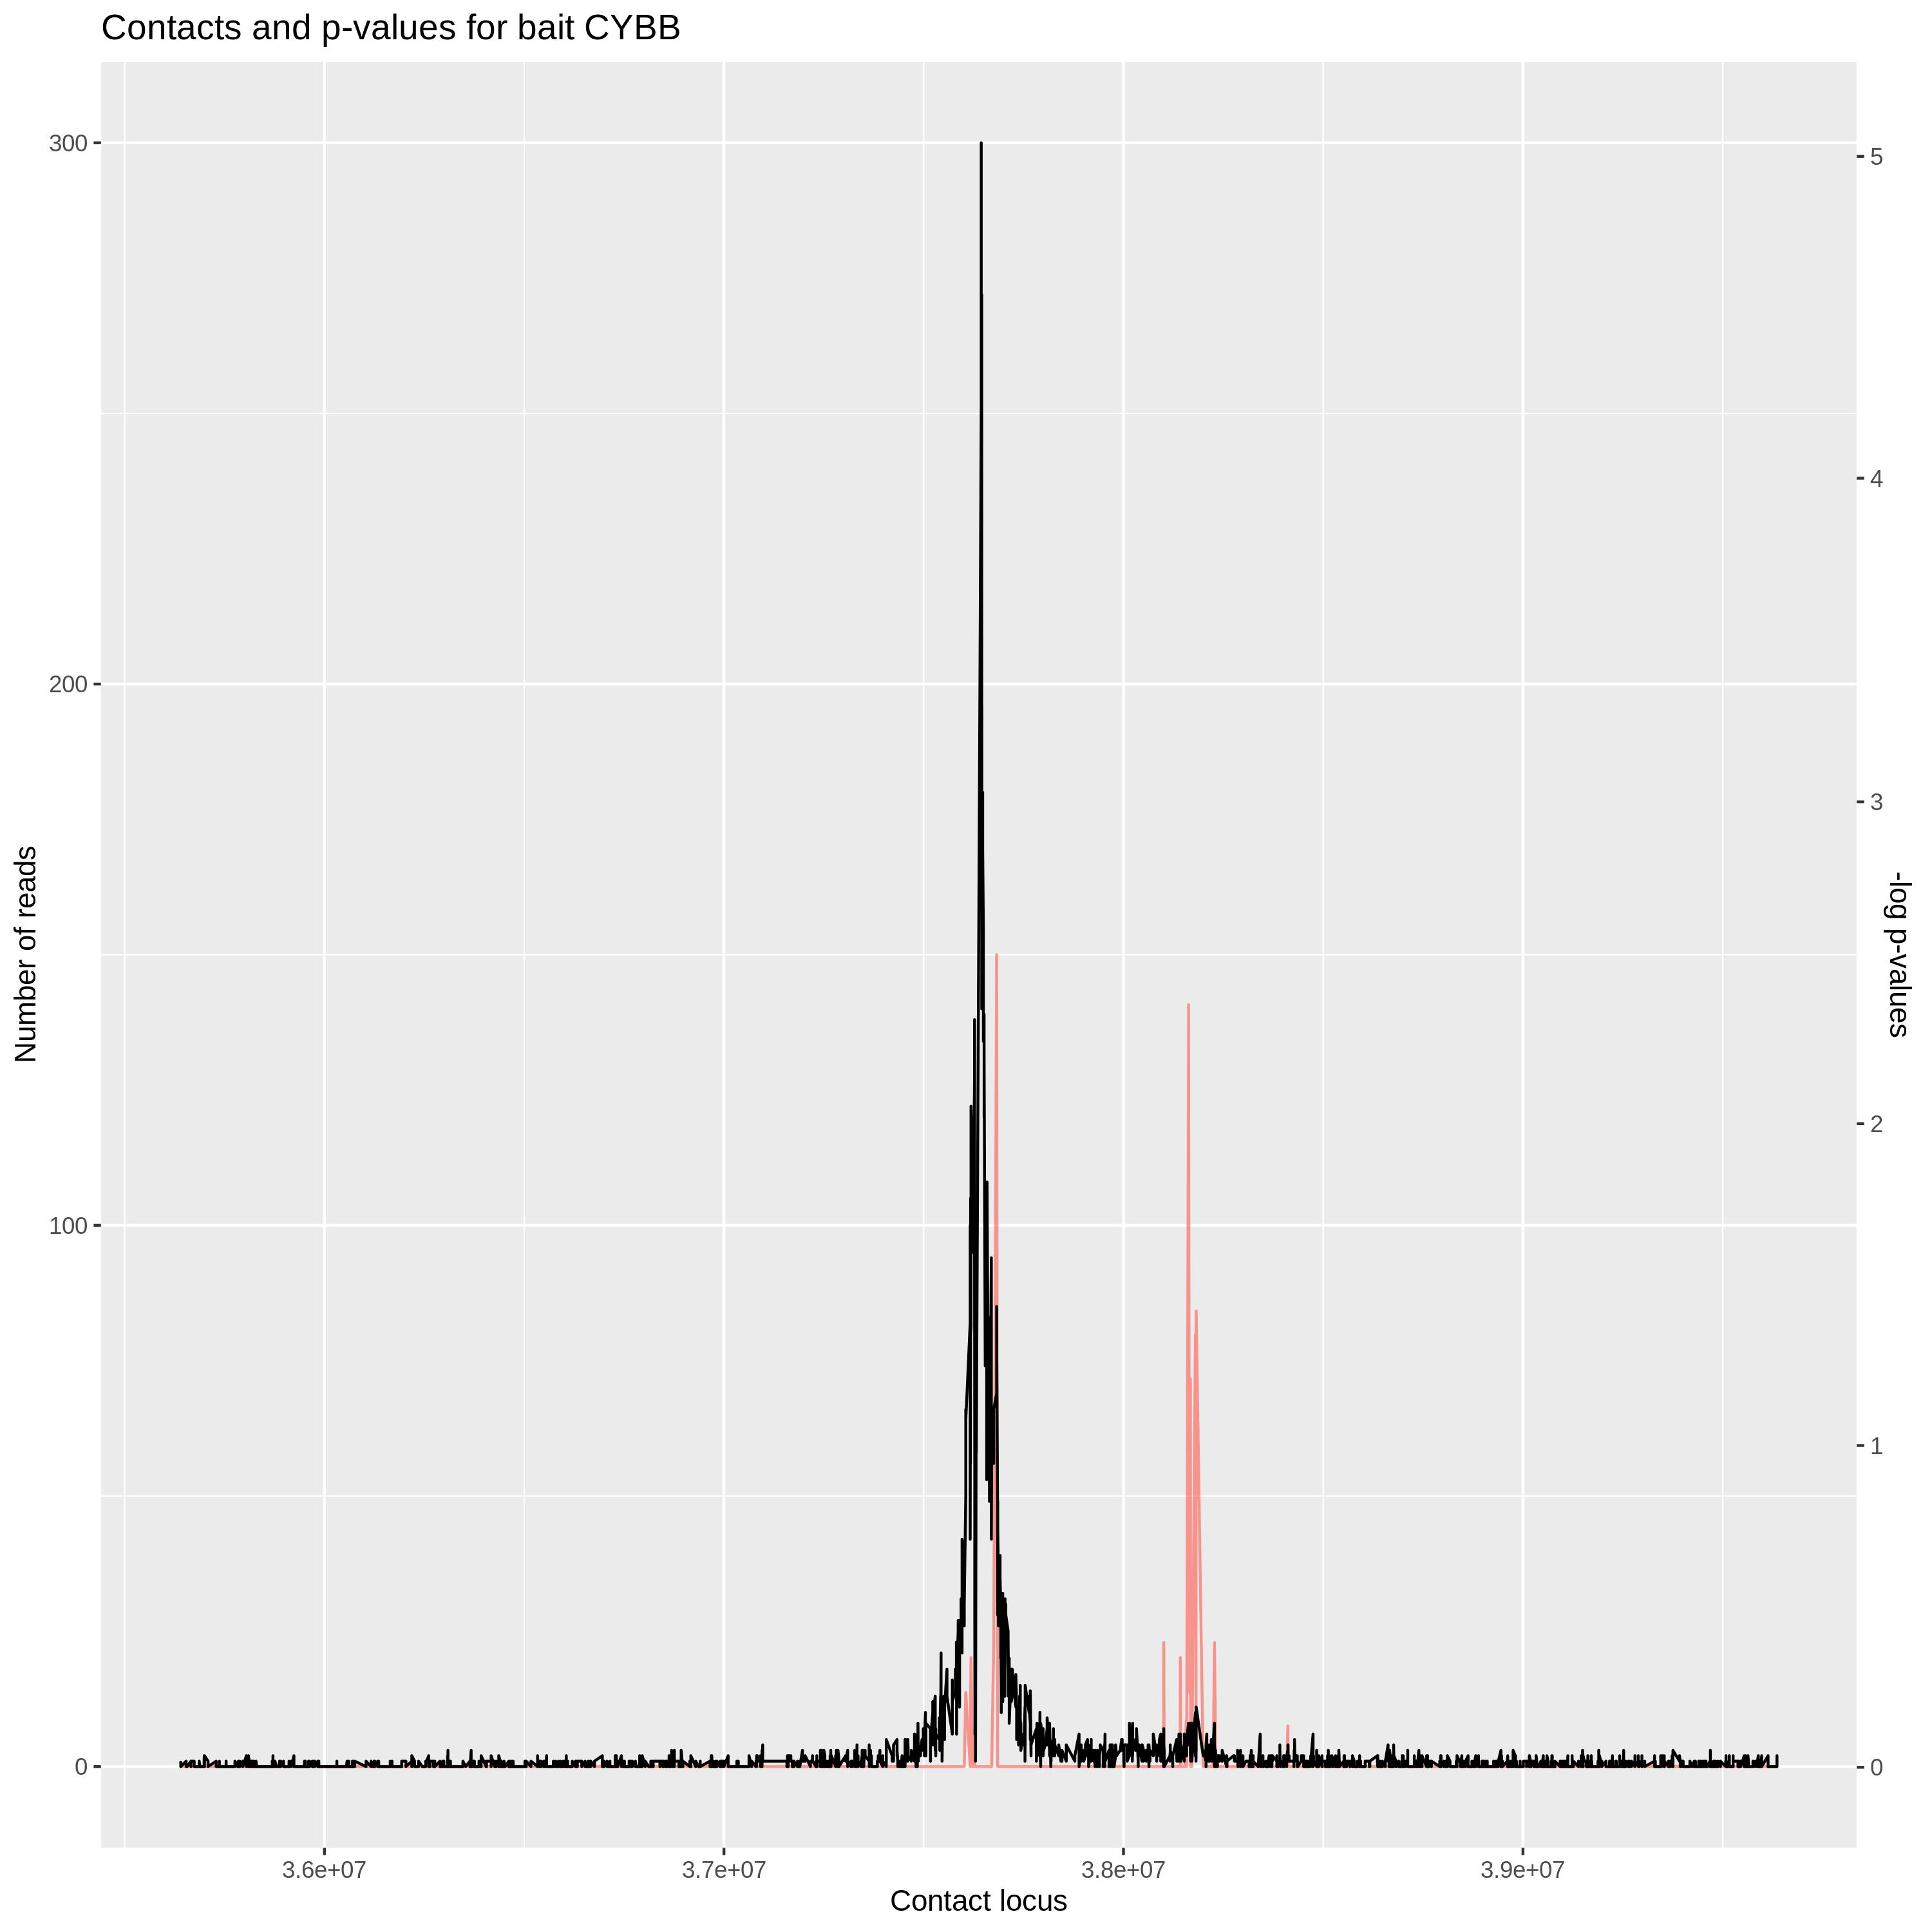 Contacts and p-values for bait CYBB
300
200
100
0
Number of reads
5
4
3
2
1
0
-log p-values
3.6e+07
3.7e+07
3.8e+07
3.9e+07
Contact locus